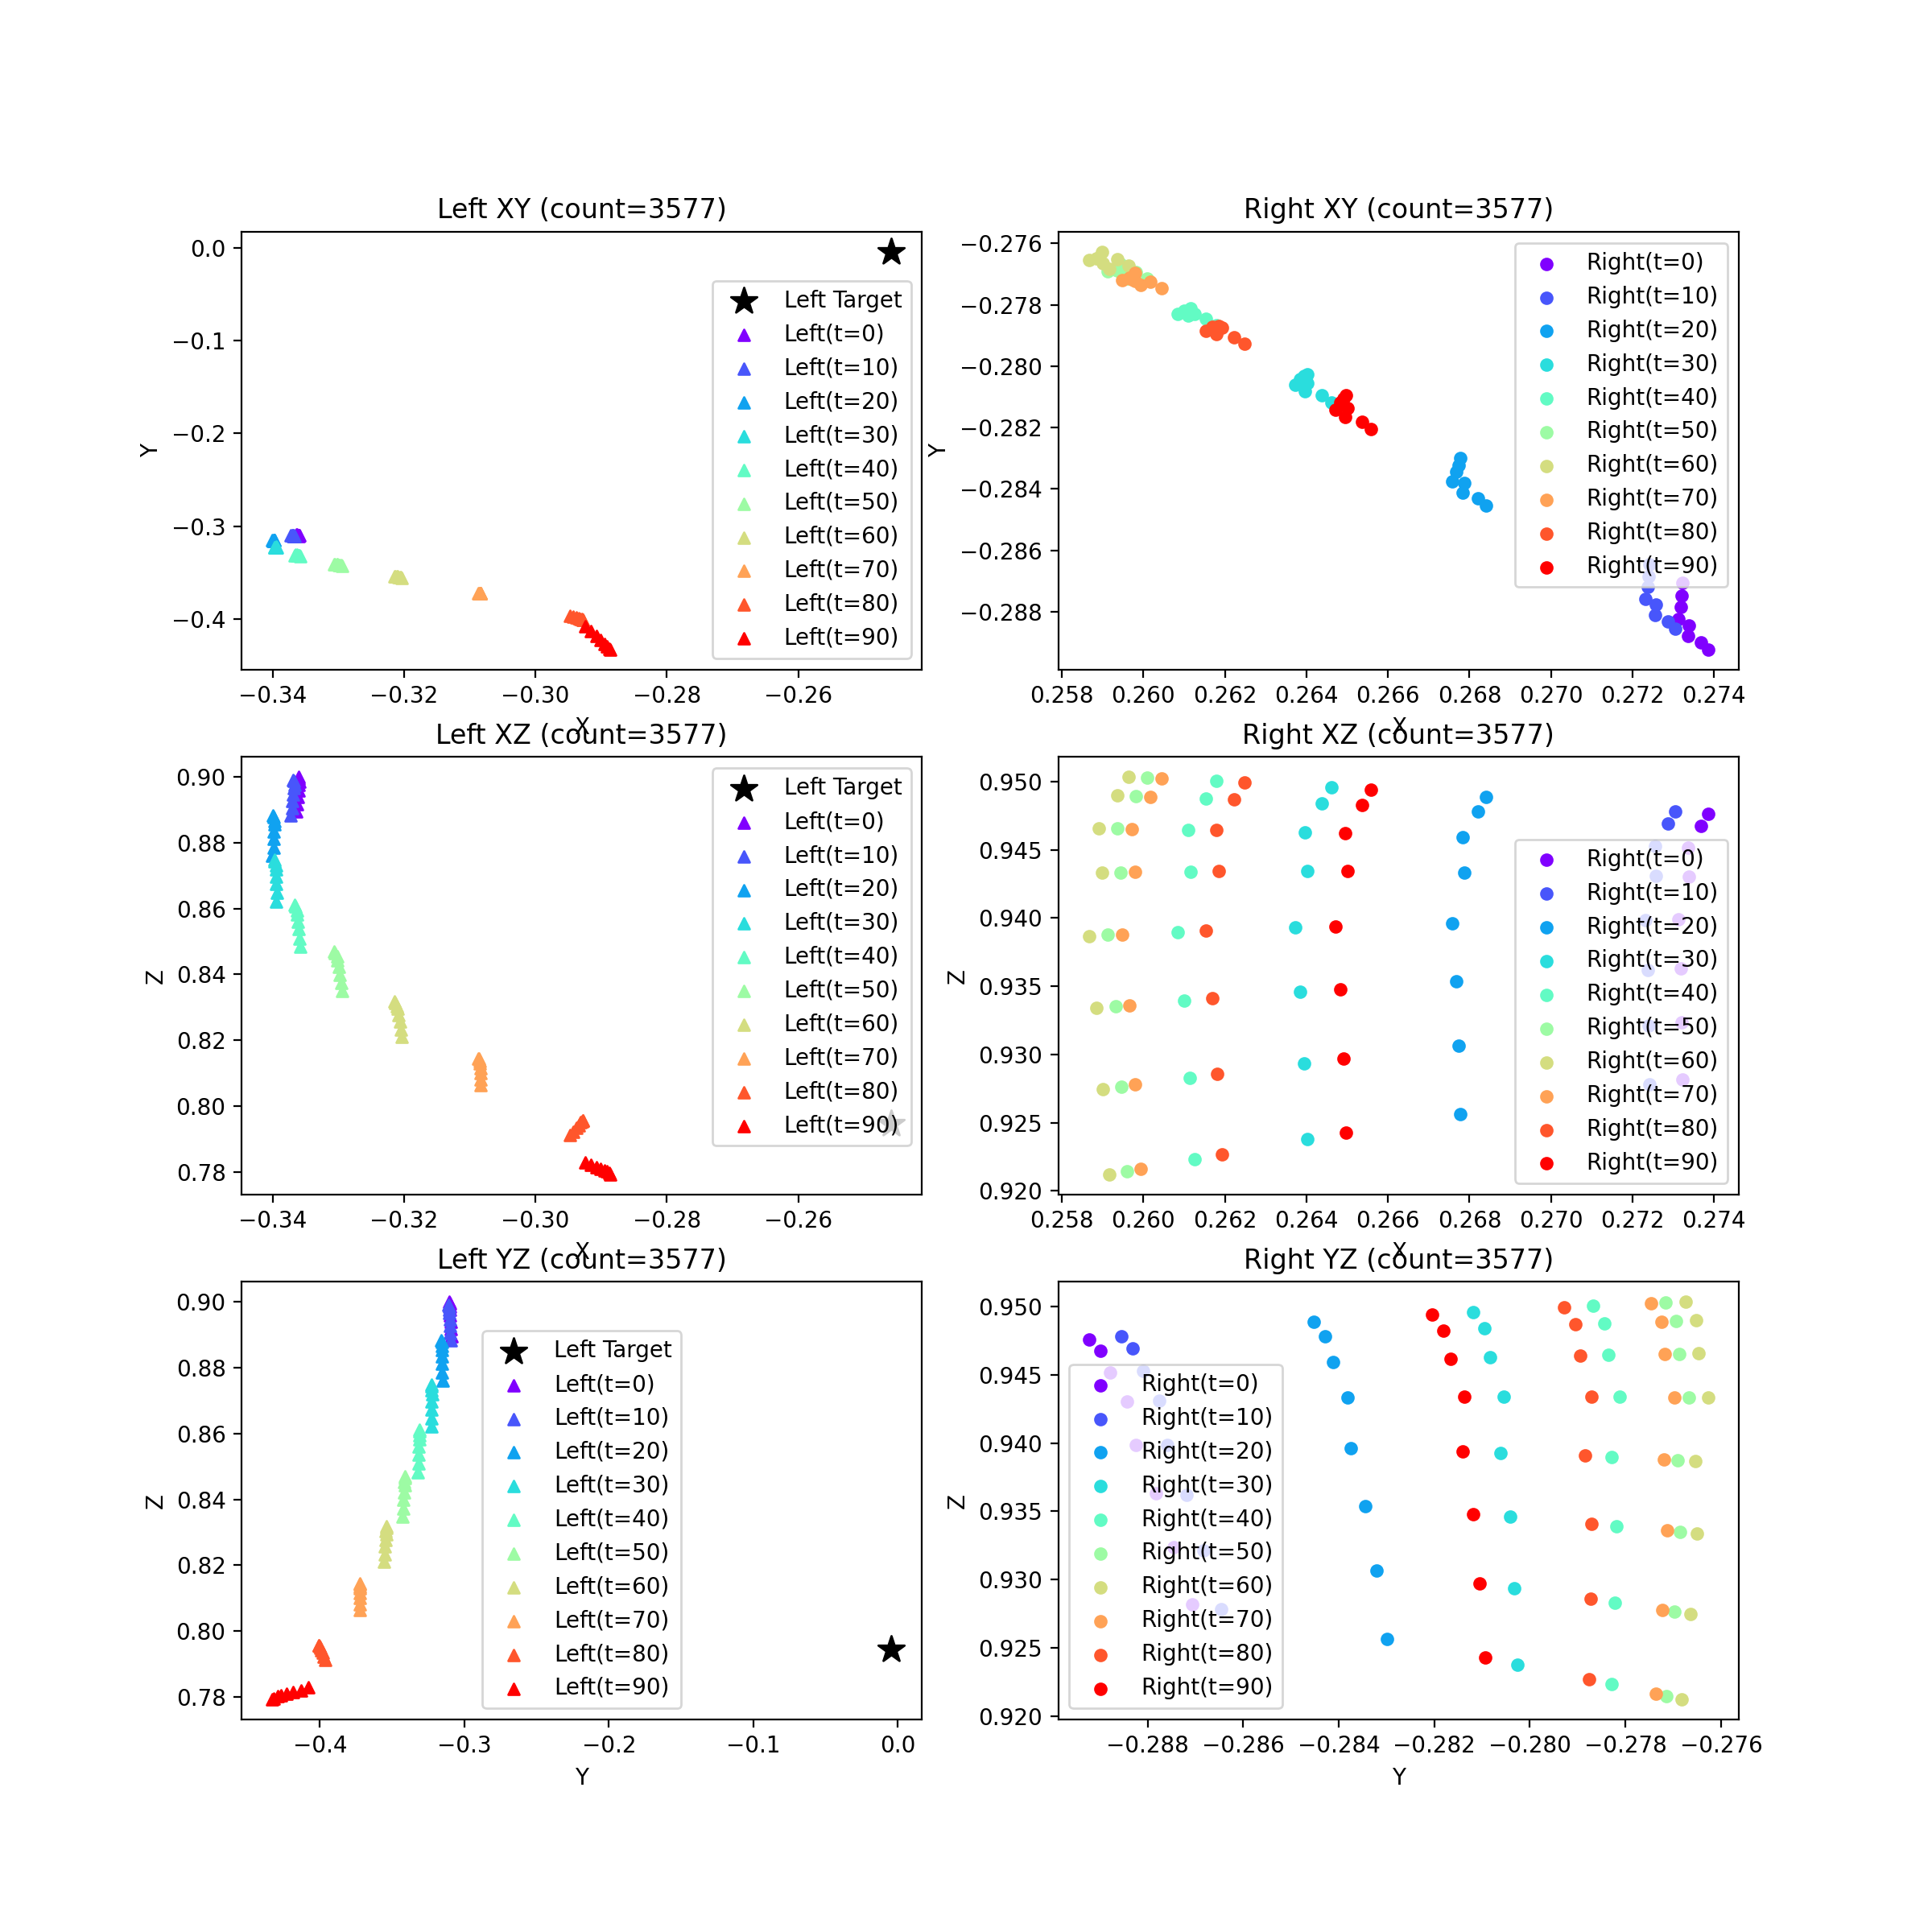 Left XY (count=3577)
0.0
−0.1
−0.2
−0.3
−0.4
Y
Left Target
Left(t=0)
Left(t=10)
Left(t=20)
Left(t=30)
Left(t=40)
Left(t=50)
Left(t=60)
Left(t=70)
Left(t=80)
Left(t=90)
−0.34 −0.32 −0.30 −0.28 −0.26
X
Right XY (count=3577)
−0.276
−0.278
−0.280
−0.282
−0.284
−0.286
−0.288
Y
Right(t=0)
Right(t=10)
Right(t=20)
Right(t=30)
Right(t=40)
Right(t=50)
Right(t=60)
Right(t=70)
Right(t=80)
Right(t=90)
0.258 0.260 0.262 0.264 0.266 0.268 0.270 0.272 0.274
X
Left XZ (count=3577)
0.90
0.88
0.86
0.84
0.82
0.80
0.78
Z
Left Target
Left(t=0)
Left(t=10)
Left(t=20)
Left(t=30)
Left(t=40)
Left(t=50)
Left(t=60)
Left(t=70)
Left(t=80)
Left(t=90)
−0.34 −0.32 −0.30 −0.28 −0.26
X
Right XZ (count=3577)
0.950
0.945
0.940
0.935
0.930
0.925
0.920
Z
Right(t=0)
Right(t=10)
Right(t=20)
Right(t=30)
Right(t=40)
Right(t=50)
Right(t=60)
Right(t=70)
Right(t=80)
Right(t=90)
0.258 0.260 0.262 0.264 0.266 0.268 0.270 0.272 0.274
X
Left YZ (count=3577)
0.90
0.88
0.86
0.84
0.82
0.80
0.78
Z
Left Target
Left(t=0)
Left(t=10)
Left(t=20)
Left(t=30)
Left(t=40)
Left(t=50)
Left(t=60)
Left(t=70)
Left(t=80)
Left(t=90)
−0.4 −0.3 −0.2 −0.1 0.0
Y
Right YZ (count=3577)
0.950
0.945
0.940
0.935
0.930
0.925
0.920
Z
Right(t=0)
Right(t=10)
Right(t=20)
Right(t=30)
Right(t=40)
Right(t=50)
Right(t=60)
Right(t=70)
Right(t=80)
Right(t=90)
−0.288 −0.286 −0.284 −0.282 −0.280 −0.278 −0.276
Y